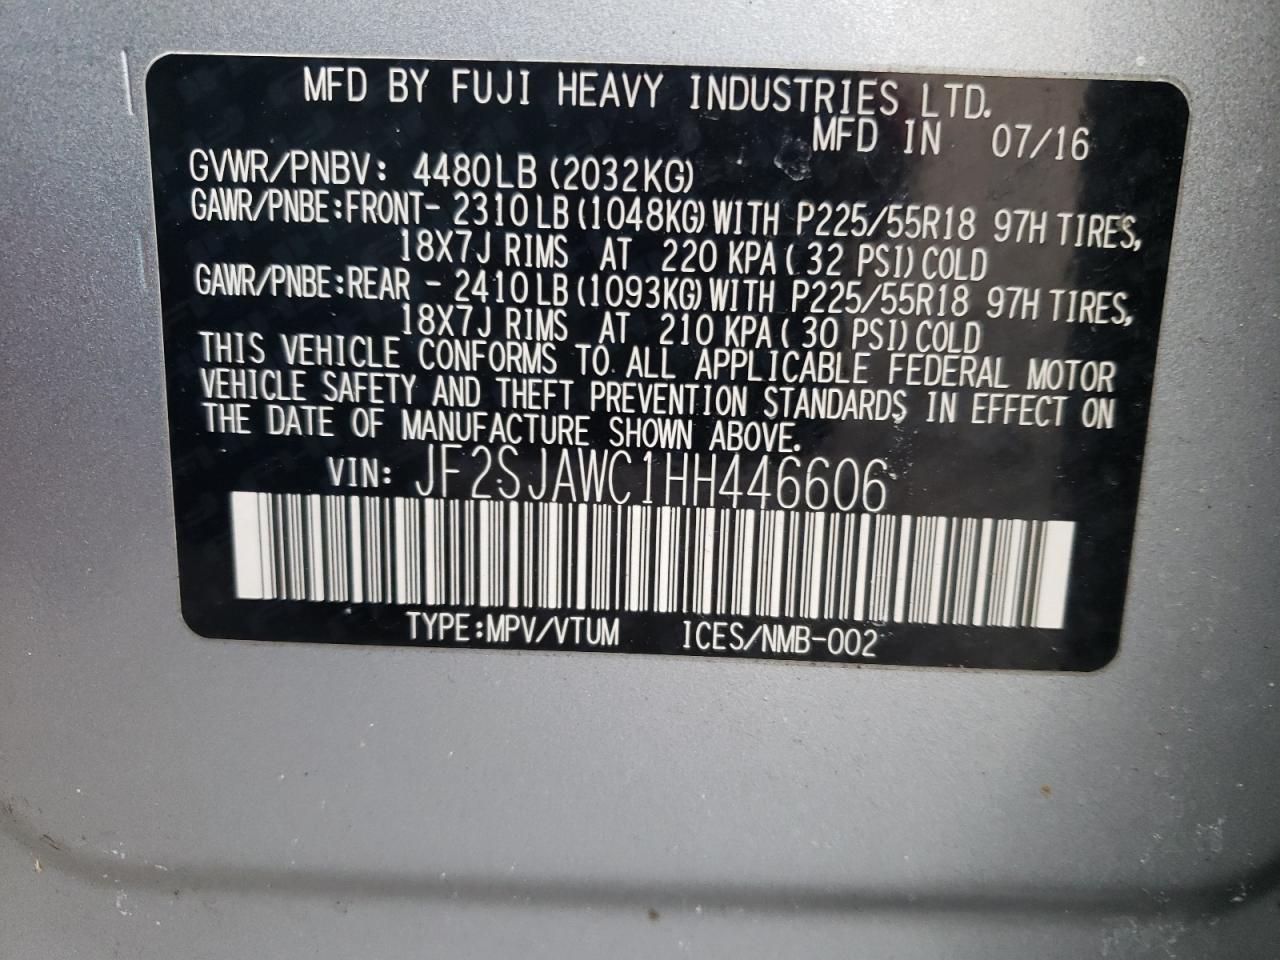 MFD BY FUJI HEAVY INDUSTRIES LTD.
MFD IN 07/16
GVWR/PNBV: 4480LB (2032KG)
GAWR/PNBE:FRONT- 2310LB (1048KG) WITH P225/55R18 97H TIRES,
18X7J RIMS AT 220 KPA ( 32 PSI) COLD
GAWR/PNBE:REAR - 2410LB (1093KG) WITH P225/55R18 97H TIRES,
18X7J RIMS AT 210 KPA ( 30 PSI) COLD
THIS VEHICLE CONFORMS TO ALL APPLICABLE FEDERAL MOTOR
VEHICLE SAFETY AND THEFT PREVENTION STANDARDS IN EFFECT ON
THE DATE OF MANUFACTURE SHOWN ABOVE.
VIN: JF2SJAWC1HH446606
TYPE:MPV/VTUM ICES/NMB-002